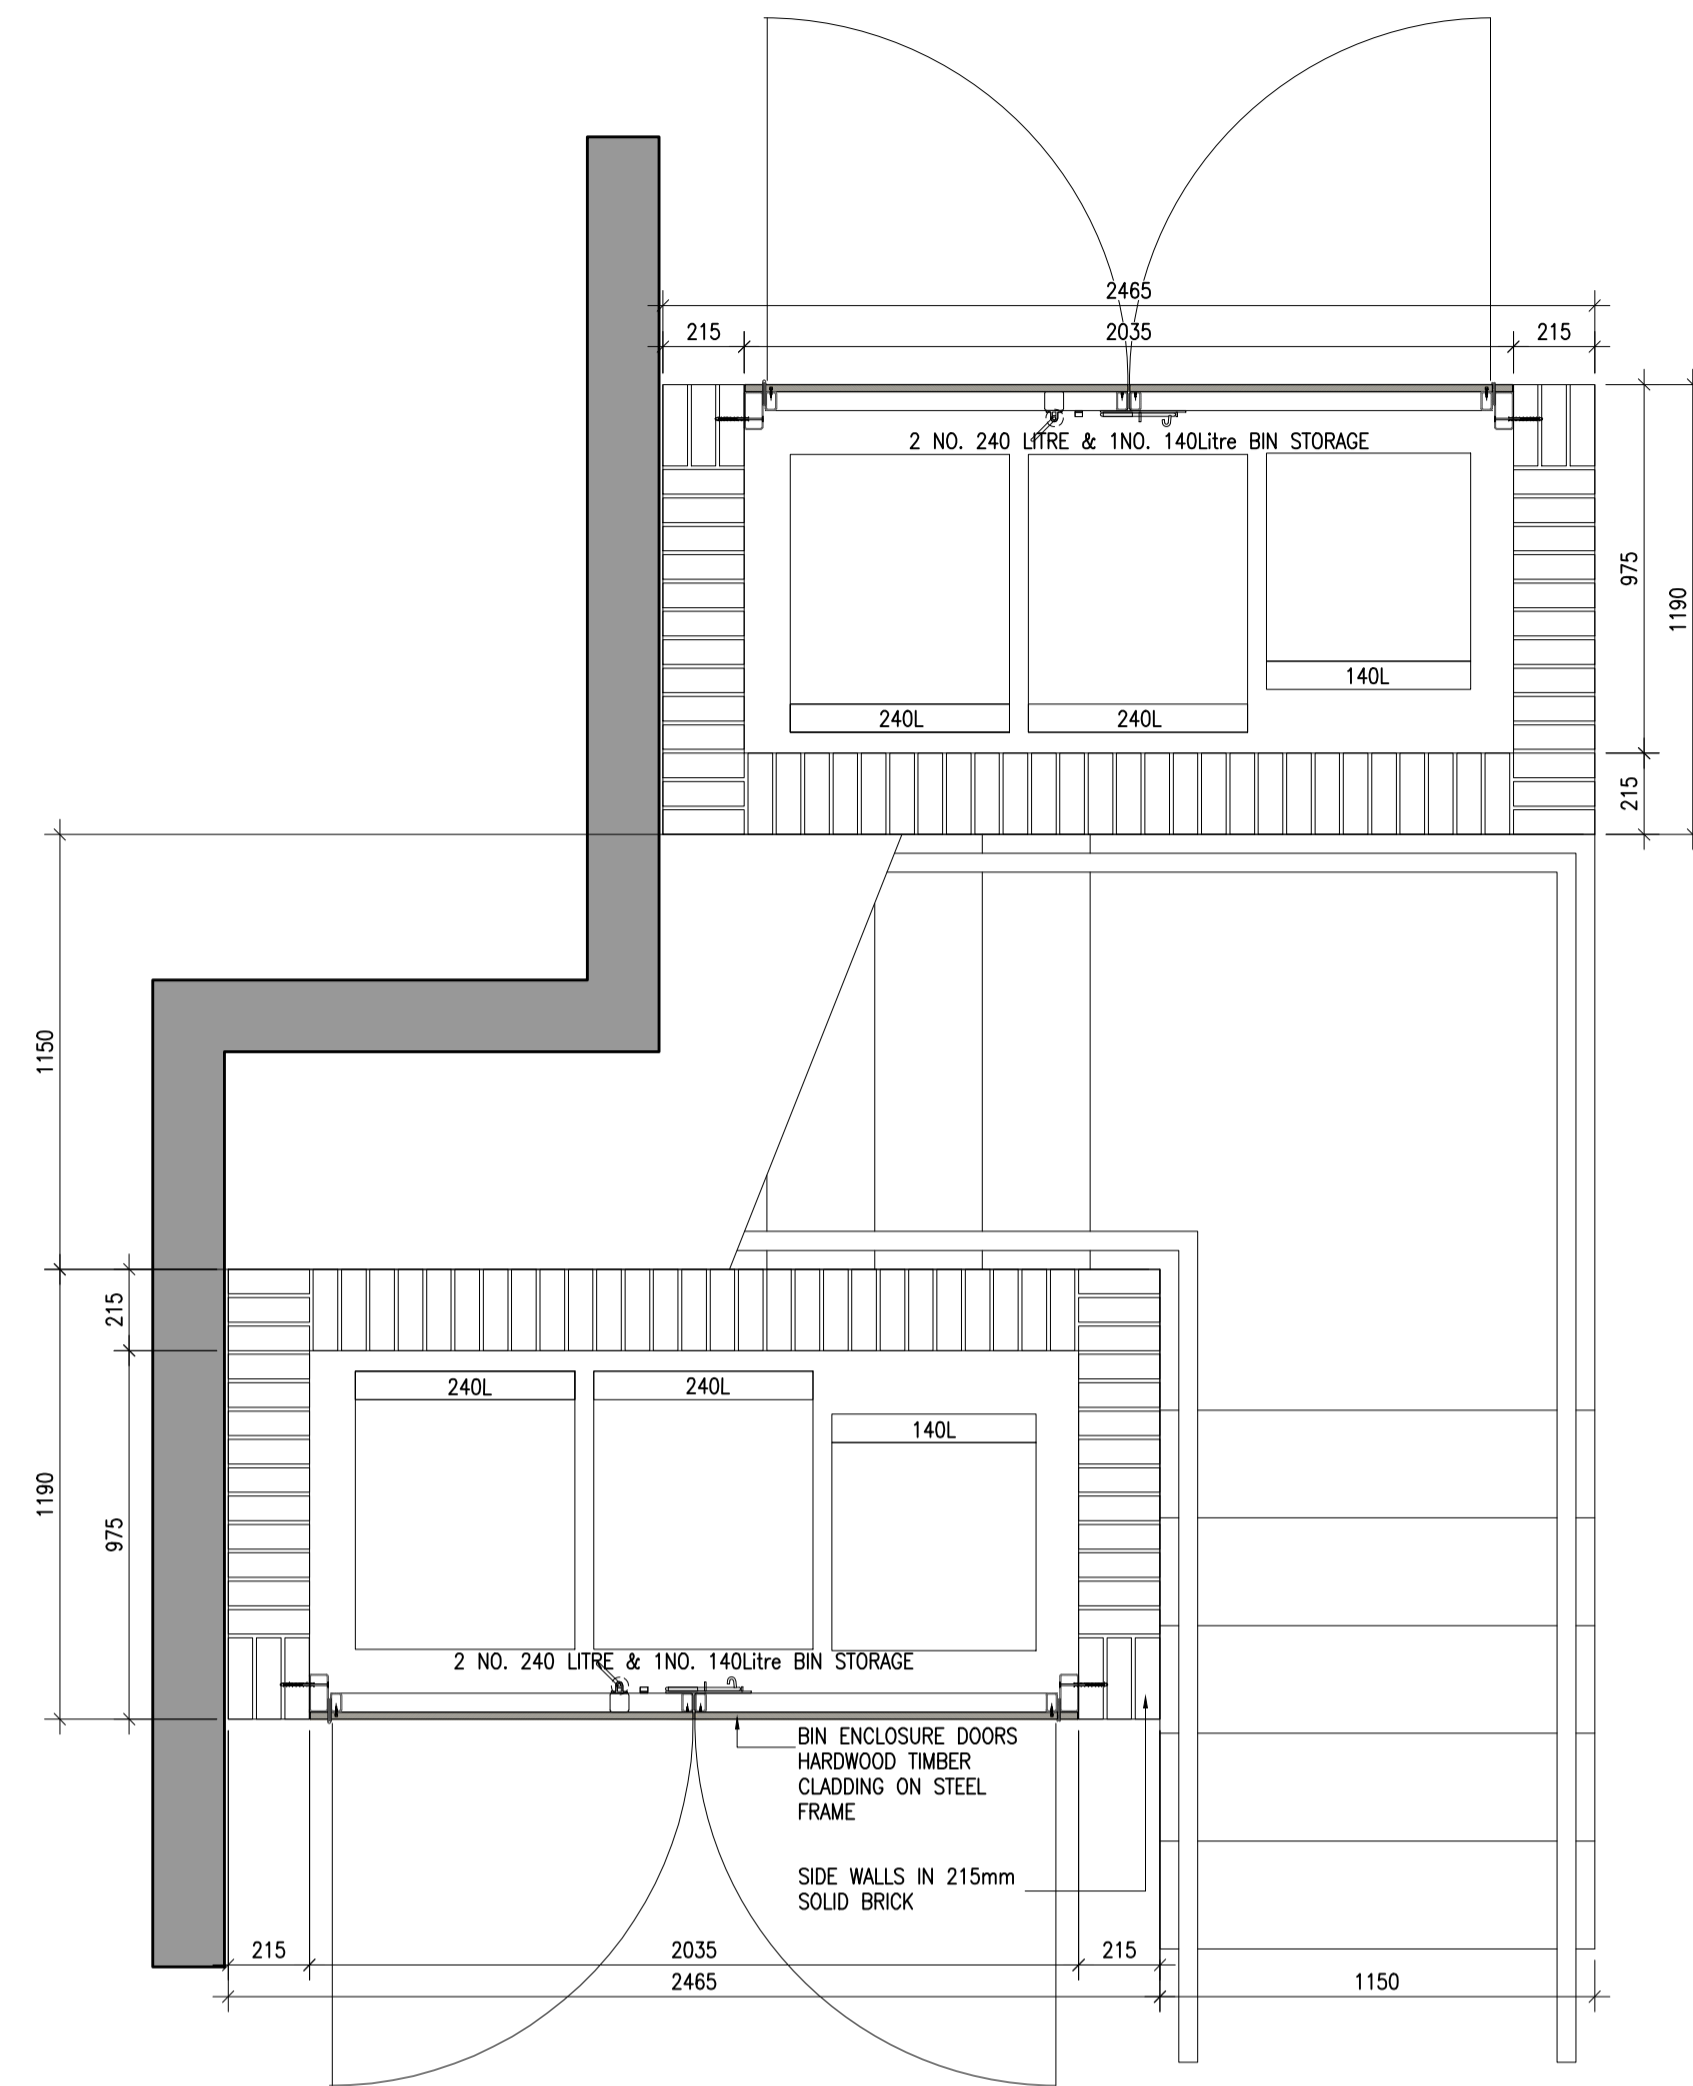 2465
215
2035
215
2 NO. 240 LITRE & 1NO. 140Litre BIN STORAGE
975
1190
140L
240L
240L
215
1150
215
240L
240L
140L
1190
975
2 NO. 240 LITRE & 1NO. 140Litre BIN STORAGE
BIN ENCLOSURE DOORS
HARDWOOD TIMBER
CLADDING ON STEEL
FRAME
SIDE WALLS IN 215mm
SOLID BRICK
215
2035
215
2465
1150